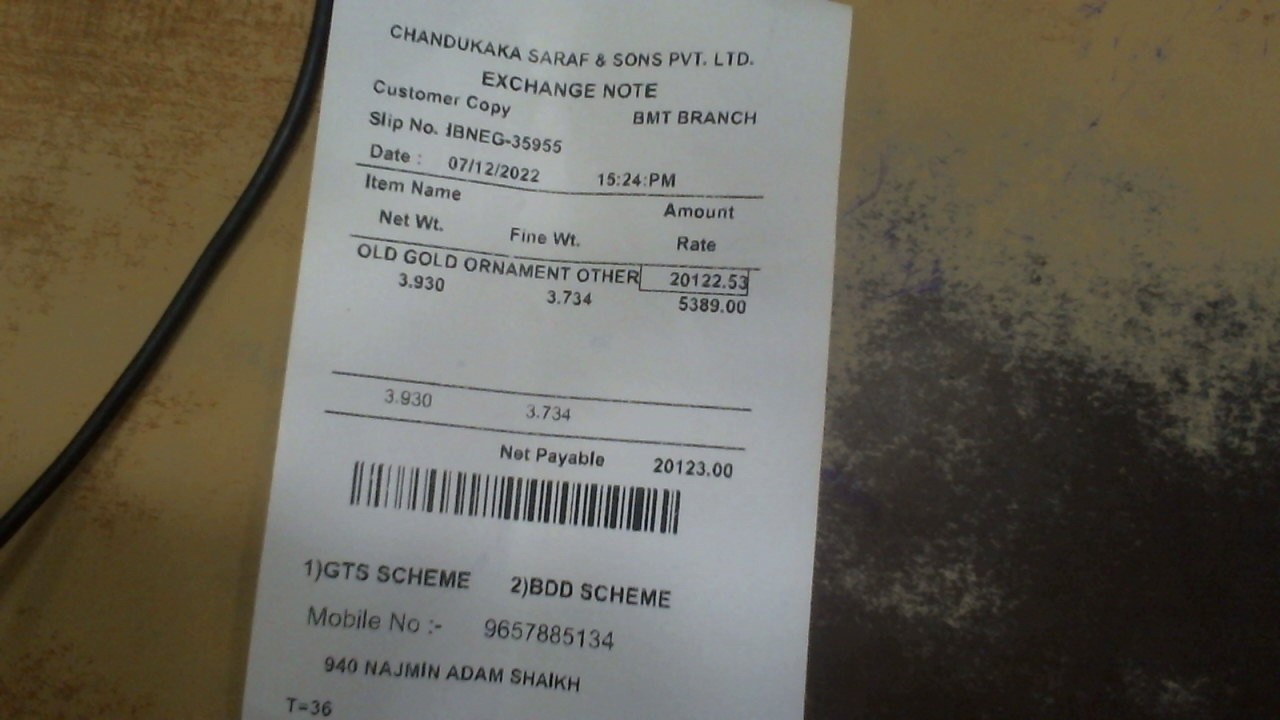 CHANDUKAKA SARAF & SONS PVT. LTD.
EXCHANGE NOTE
Customer Copy BMT BRANCH
Slip No. IBNEG-35955
Date : 07/12/2022 15:24:PM
Item Name Amount
Net Wt. Fine Wt. Rate
OLD GOLD ORNAMENT OTHER 20122.53
3.930 3.734 5389.00
3.930 3.734
Net Payable 20123.00
1)GTS SCHEME 2)BDD SCHEME
Mobile No :- 9657885134
940 NAJMIN ADAM SHAIKH
T=36